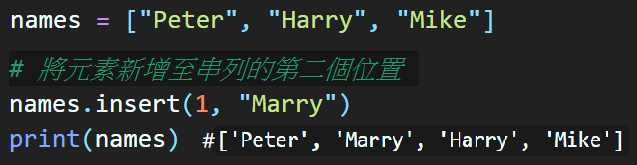 names = ["Peter", "Harry", "Mike"]
# 將元素新增至串列的第二個位置
names.insert(1, "Marry")
print(names) #['Peter', 'Marry', 'Harry', 'Mike']